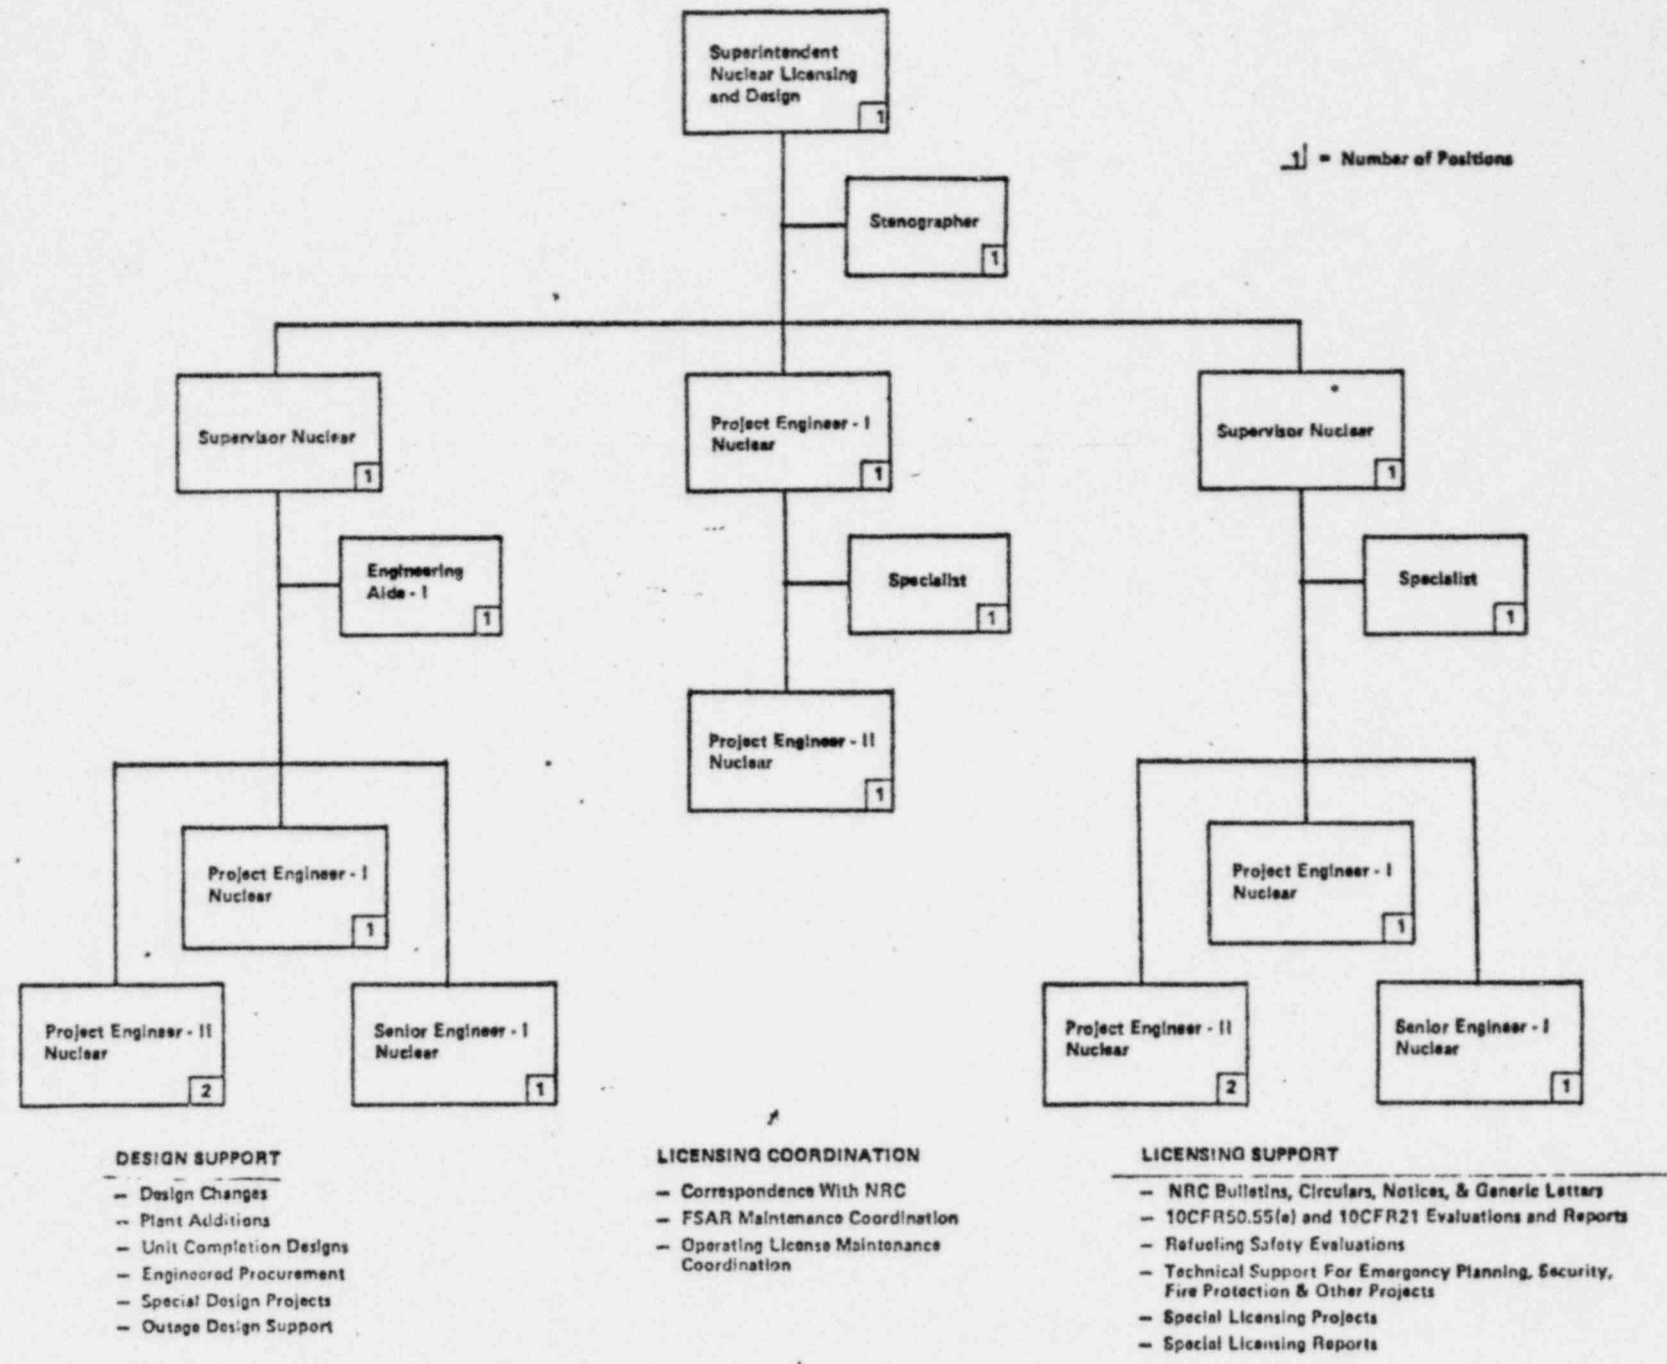 Superintendent
Nuclear Licensing
and Design
1
1 = Number of Positions
Stenographer
1
Supervisor Nuclear
1
Project Engineer - I
Nuclear
1
Supervisor Nuclear
1
Engineering
Aide - I
1
Specialist
1
Specialist
1
Project Engineer - II
Nuclear
1
Project Engineer - I
Nuclear
1
Project Engineer - I
Nuclear
1
Project Engineer - II
Nuclear
2
Senior Engineer - I
Nuclear
1
Project Engineer - II
Nuclear
2
Senior Engineer - I
Nuclear
1
DESIGN SUPPORT
- Design Changes
- Plant Additions
- Unit Completion Designs
- Engineered Procurement
- Special Design Projects
- Outage Design Support
LICENSING COORDINATION
- Correspondence With NRC
- FSAR Maintenance Coordination
- Operating License Maintenance
Coordination
LICENSING SUPPORT
- NRC Bulletins, Circulars, Notices, & Generic Letters
- 10CFR50.55(e) and 10CFR21 Evaluations and Reports
- Refueling Safety Evaluations
- Technical Support For Emergency Planning, Security,
Fire Protection & Other Projects
- Special Licensing Projects
- Special Licensing Reports